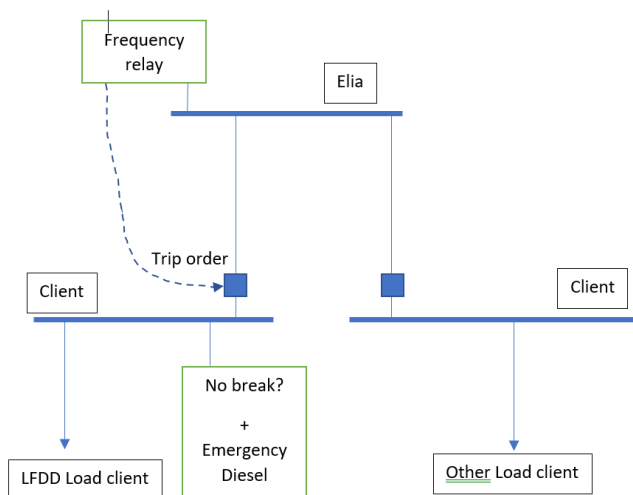 Frequency
relay
Elia
Trip order
Client
Client
No break?
+
Emergency
Diesel
LFDD Load client
Other Load client